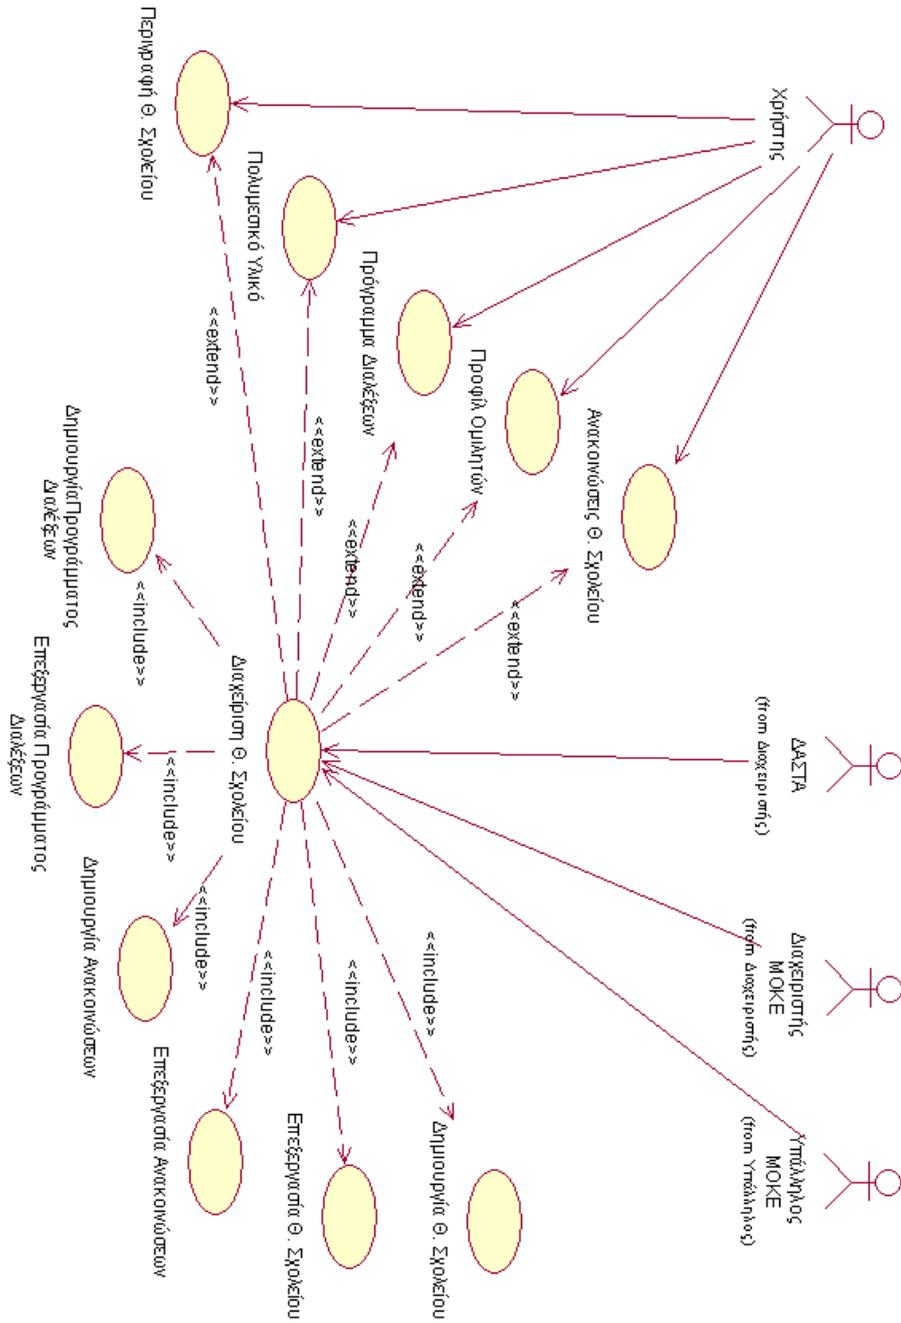 Χρήστης
ΔΑΣΤΑ
(from Διαχειριστής)
Διαχειριστής
ΜΟΚΕ
(from Διαχειριστής)
Υπάλληλος
ΜΟΚΕ
(from Υπάλληλος)
Ανακοινώσεις Θ. Σχολείου
<<extend>>
Προφίλ Ομιλητών
<<extend>>
Πρόγραμμα Διαλέξεων
<<extend>>
Πολυμεσικό Υλικό
<<extend>>
Περιγραφή Θ. Σχολείου
<<extend>>
Διαχείριση Θ. Σχολείου
<<include>>
Δημιουργία Θ. Σχολείου
<<include>>
Επεξεργασία Θ. Σχολείου
<<include>>
Επεξεργασία Ανακοινώσεων
<<include>>
Δημιουργία Ανακοινώσεων
<<include>>
Επεξεργασία Προγράμματος
Διαλέξεων
<<include>>
ΔημιουργίαΠρογράμματος
Διαλέξεων